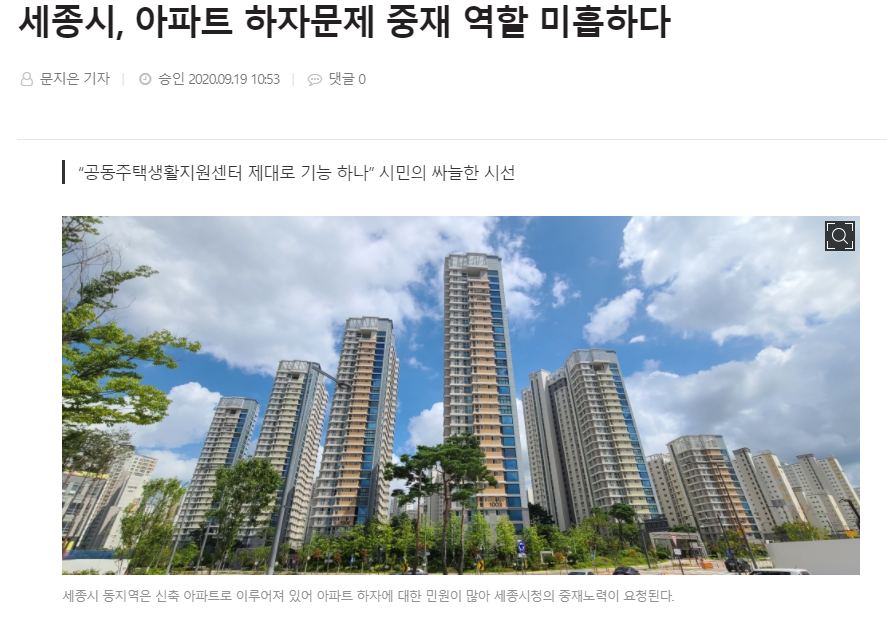 세종시, 아파트 하자문제 중재 역할 미흡하다
문지은 기자 | 승인 2020.09.19 10:53 | 댓글 0
“공동주택생활지원센터 제대로 기능 하나” 시민의 싸늘한 시선
세종시 동지역은 신축 아파트로 이루어져 있어 아파트 하자에 대한 민원이 많아 세종시청의 중재노력이 요청된다.